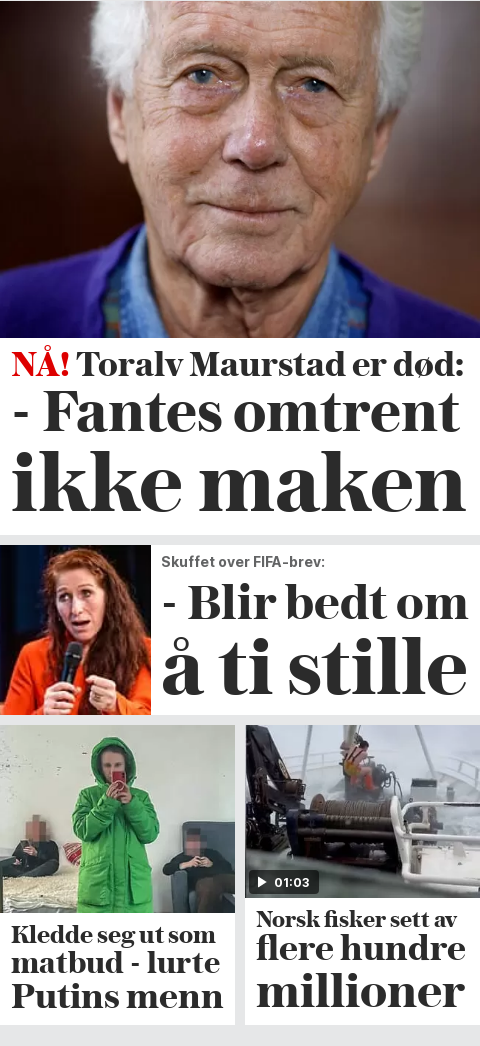 NÅ! Toralv Maurstad er død:
- Fantes omtrent
ikke maken
Skuffet over FIFA-brev:
- Blir bedt om
å ti stille
Kledde seg ut som
matbud - lurte
Putins menn
01:03
Norsk fisker sett av
flere hundre
millioner